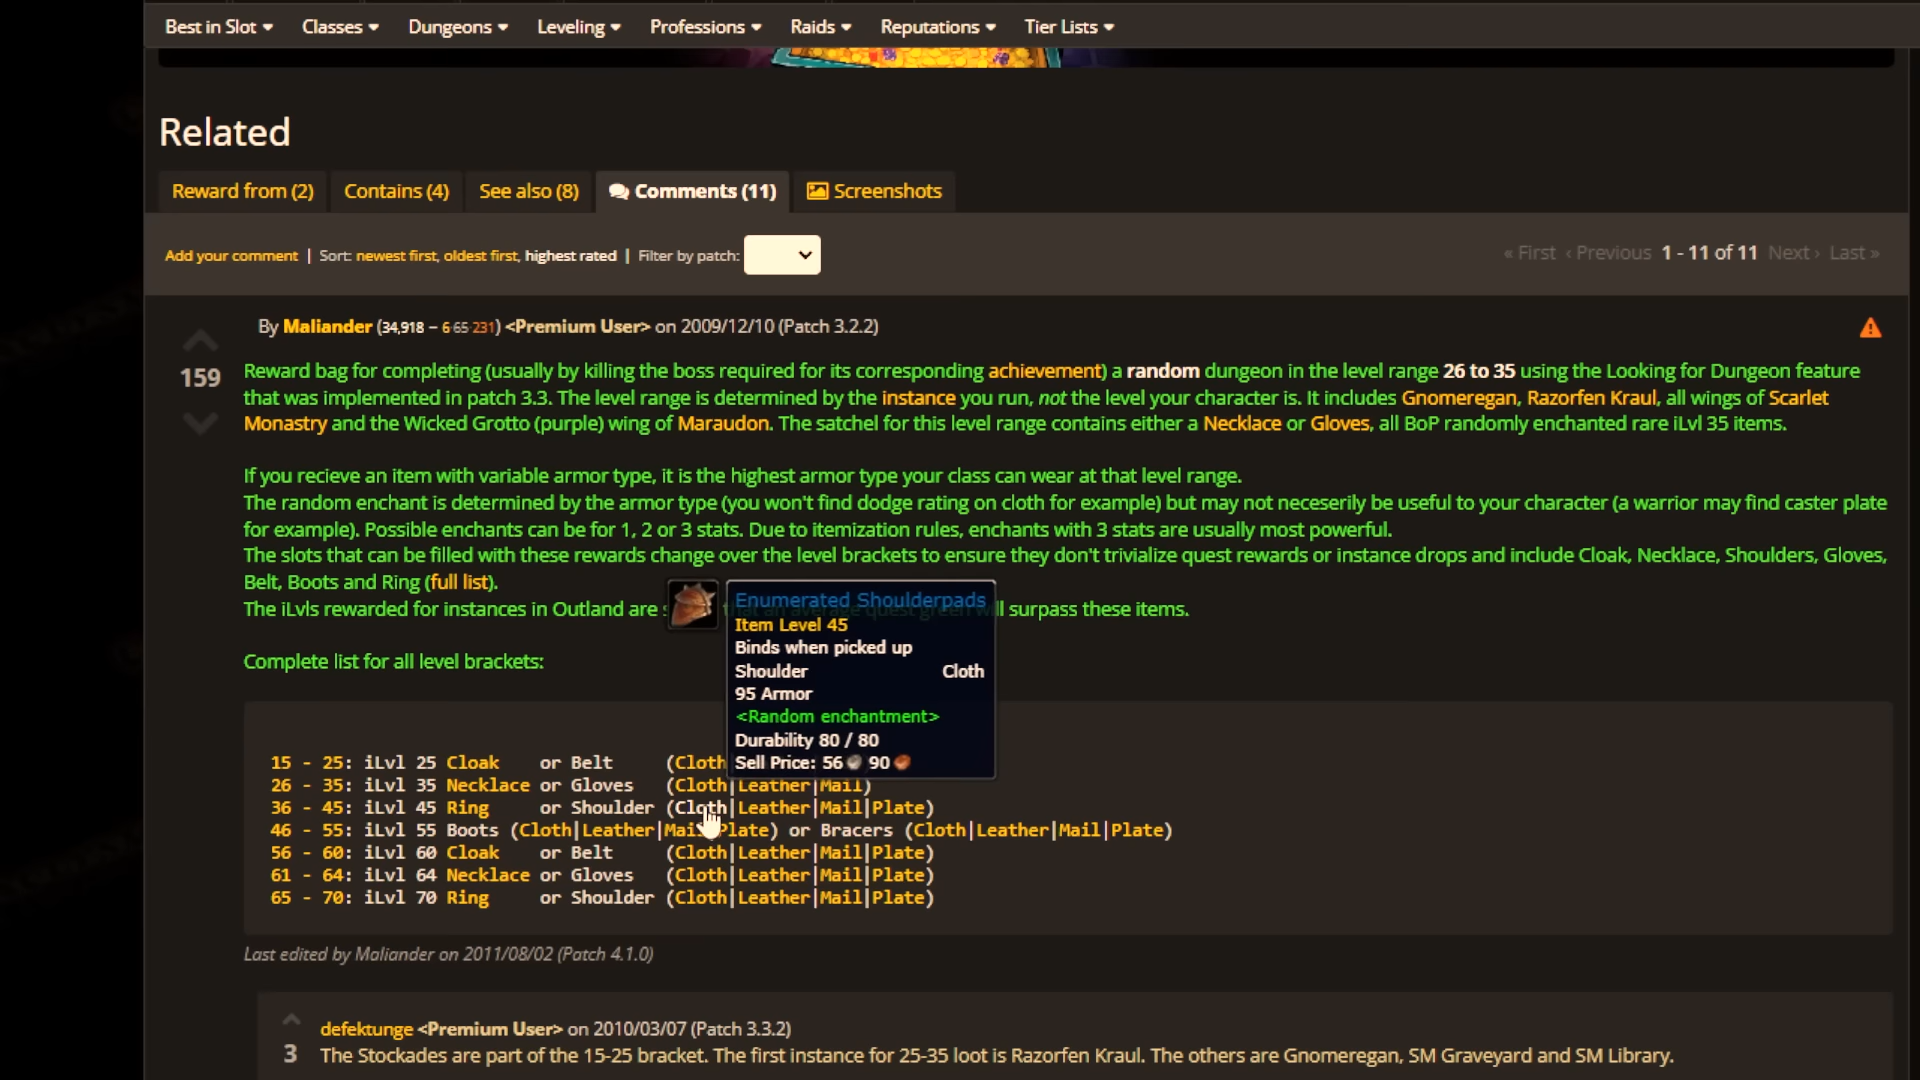 Best in Slot Classes Dungeons Leveling Professions Raids Reputations Tier Lists
Related
Reward from (2) Contains (4) See also (8) Comments (11) Screenshots
Add your comment | Sort: newest first, oldest first, highest rated | Filter by patch:
« First ‹ Previous 1 - 11 of 11 Next › Last »
By Maliander (34,918 – 6·65·231) <Premium User> on 2009/12/10 (Patch 3.2.2)
159
Reward bag for completing (usually by killing the boss required for its corresponding achievement) a random dungeon in the level range 26 to 35 using the Looking for Dungeon feature
that was implemented in patch 3.3. The level range is determined by the instance you run, not the level your character is. It includes Gnomeregan, Razorfen Kraul, all wings of Scarlet
Monastry and the Wicked Grotto (purple) wing of Maraudon. The satchel for this level range contains either a Necklace or Gloves, all BoP randomly enchanted rare iLvl 35 items.
If you recieve an item with variable armor type, it is the highest armor type your class can wear at that level range.
The random enchant is determined by the armor type (you won't find dodge rating on cloth for example) but may not neceserily be useful to your character (a warrior may find caster plate
for example). Possible enchants can be for 1, 2 or 3 stats. Due to itemization rules, enchants with 3 stats are usually most powerful.
The slots that can be filled with these rewards change over the level brackets to ensure they don't trivialize quest rewards or instance drops and include Cloak, Necklace, Shoulders, Gloves,
Belt, Boots and Ring (full list).
The iLvls rewarded for instances in Outland are that an average quest green will surpass these items.
Enumerated Shoulderpads
Item Level 45
Binds when picked up
Shoulder Cloth
95 Armor
<Random enchantment>
Durability 80 / 80
Sell Price: 56 90
Complete list for all level brackets:
15 - 25: iLvl 25 Cloak or Belt (Cloth
26 - 35: iLvl 35 Necklace or Gloves (Cloth|Leather|Mail)
36 - 45: iLvl 45 Ring or Shoulder (Cloth|Leather|Mail|Plate)
46 - 55: iLvl 55 Boots (Cloth|Leather|Mail|Plate) or Bracers (Cloth|Leather|Mail|Plate)
56 - 60: iLvl 60 Cloak or Belt (Cloth|Leather|Mail|Plate)
61 - 64: iLvl 64 Necklace or Gloves (Cloth|Leather|Mail|Plate)
65 - 70: iLvl 70 Ring or Shoulder (Cloth|Leather|Mail|Plate)
Last edited by Maliander on 2011/08/02 (Patch 4.1.0)
defektunge <Premium User> on 2010/03/07 (Patch 3.3.2)
3
The Stockades are part of the 15-25 bracket. The first instance for 25-35 loot is Razorfen Kraul. The others are Gnomeregan, SM Graveyard and SM Library.